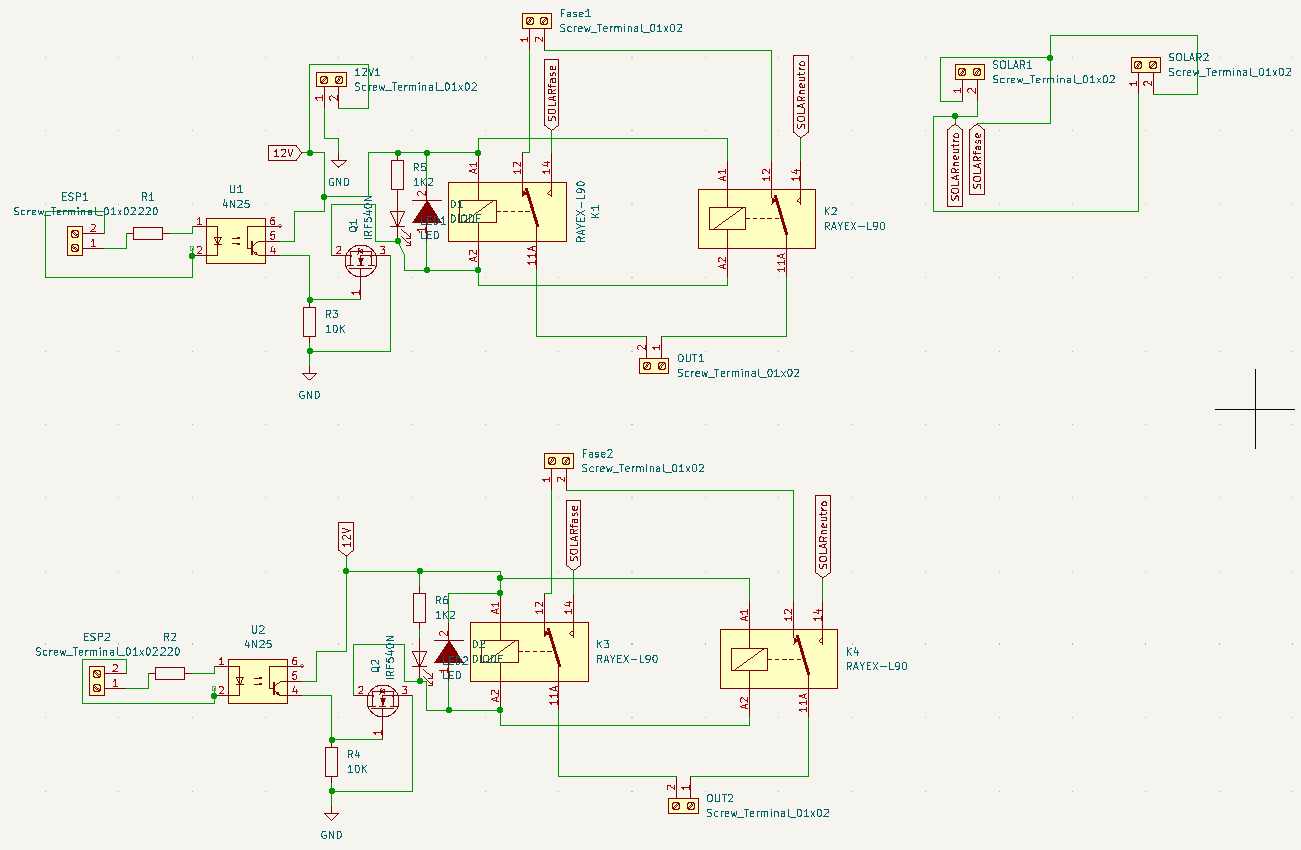 Fase1
Screw_Terminal_01x02
1
2
SOLARfase
SOLARneutro
12V1
Screw_Terminal_01x02
1
2
12V
GND
SOLAR1
Screw_Terminal_01x02
1
2
SOLAR2
Screw_Terminal_01x02
1
2
SOLARneutro
SOLARfase
ESP1
Screw_Terminal_01x02
2
1
R1
220
U1
4N25
1
2
6
5
4
Q1
IRF540N
2
3
1
R5
1K2
LED1
LED
D1
DIODE
2
1
A1
12
14
A2
11A
RAYEX-L90
K1
A1
12
14
A2
11A
K2
RAYEX-L90
R3
10K
GND
2
1
OUT1
Screw_Terminal_01x02
Fase2
Screw_Terminal_01x02
1
2
SOLARfase
SOLARneutro
12V
ESP2
Screw_Terminal_01x02
2
1
R2
220
U2
4N25
1
2
6
5
4
Q2
IRF540N
2
3
1
R6
1K2
LED2
LED
D2
DIODE
2
1
A1
12
14
A2
11A
K3
RAYEX-L90
A1
12
14
A2
11A
K4
RAYEX-L90
R4
10K
GND
2
1
OUT2
Screw_Terminal_01x02